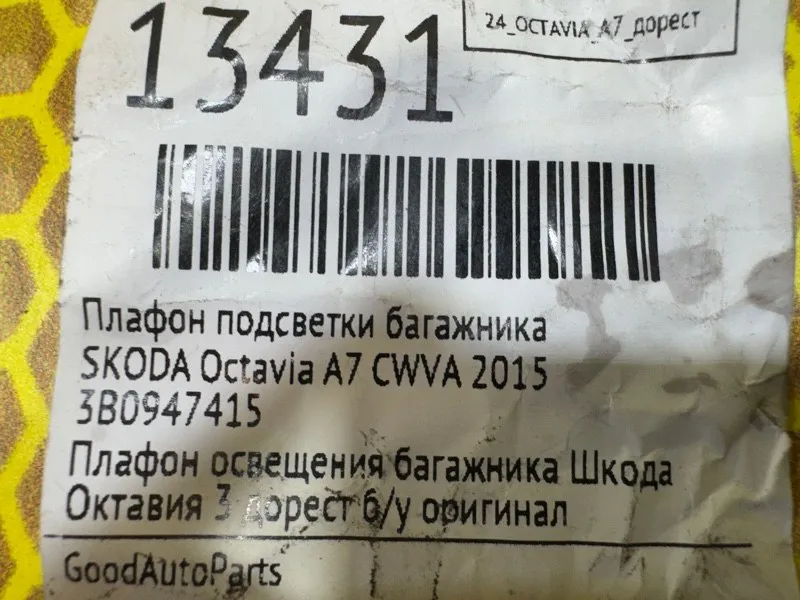 24_OCTAVIA_A7_дорест
13431
Плафон подсветки багажника
SKODA Octavia A7 CWVA 2015
3B0947415
Плафон освещения багажника Шкода
Октавия 3 дорест б/у оригинал
GoodAutoParts